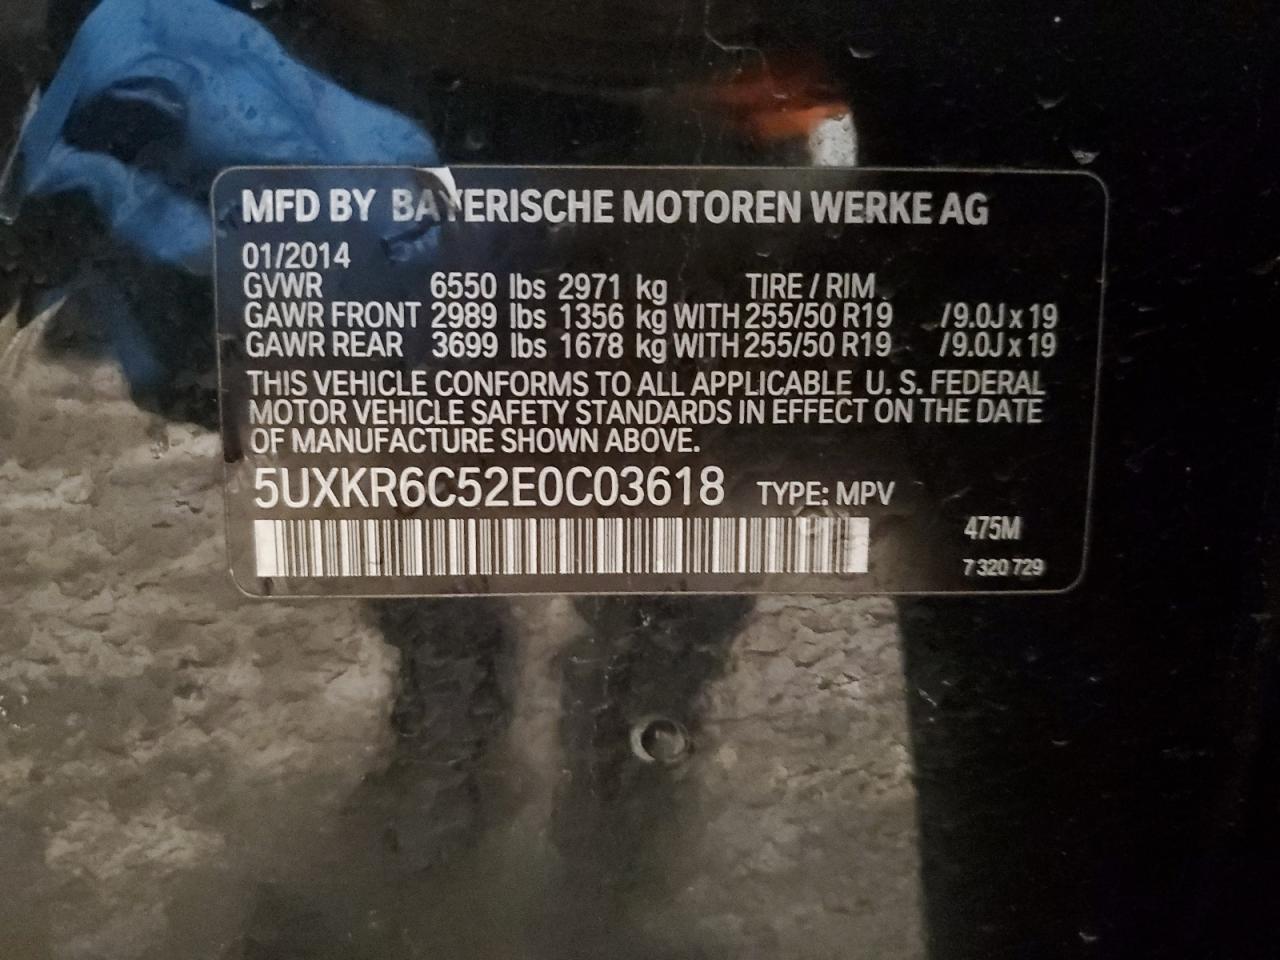 MFD BY BAYERISCHE MOTOREN WERKE AG
01/2014
GVWR 6550 lbs 2971 kg TIRE / RIM
GAWR FRONT 2989 lbs 1356 kg WITH 255/50 R19 /9.0J x 19
GAWR REAR 3699 lbs 1678 kg WITH 255/50 R19 /9.0J x 19
THIS VEHICLE CONFORMS TO ALL APPLICABLE U. S. FEDERAL
MOTOR VEHICLE SAFETY STANDARDS IN EFFECT ON THE DATE
OF MANUFACTURE SHOWN ABOVE.
5UXKR6C52E0C03618 TYPE: MPV
475M
7 320 729